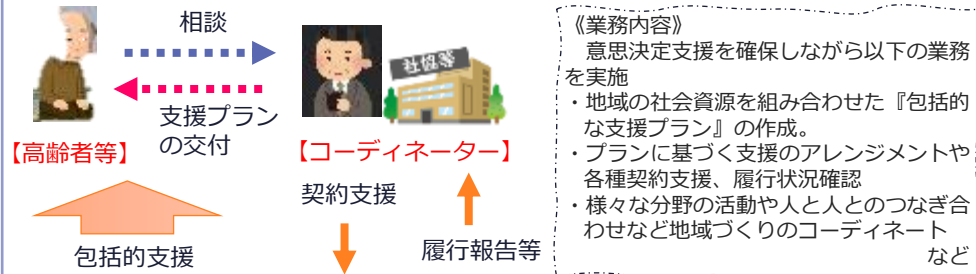 相談
支援プラン
の交付
社協等
【高齢者等】
【コーディネーター】
契約支援
履行報告等
包括的支援
《業務内容》
意思決定支援を確保しながら以下の業務
を実施
・地域の社会資源を組み合わせた『包括的
な支援プラン』の作成。
・プランに基づく支援のアレンジメントや
各種契約支援、履行状況確認
・様々な分野の活動や人と人とのつなぎ合
わせなど地域づくりのコーディネート
など